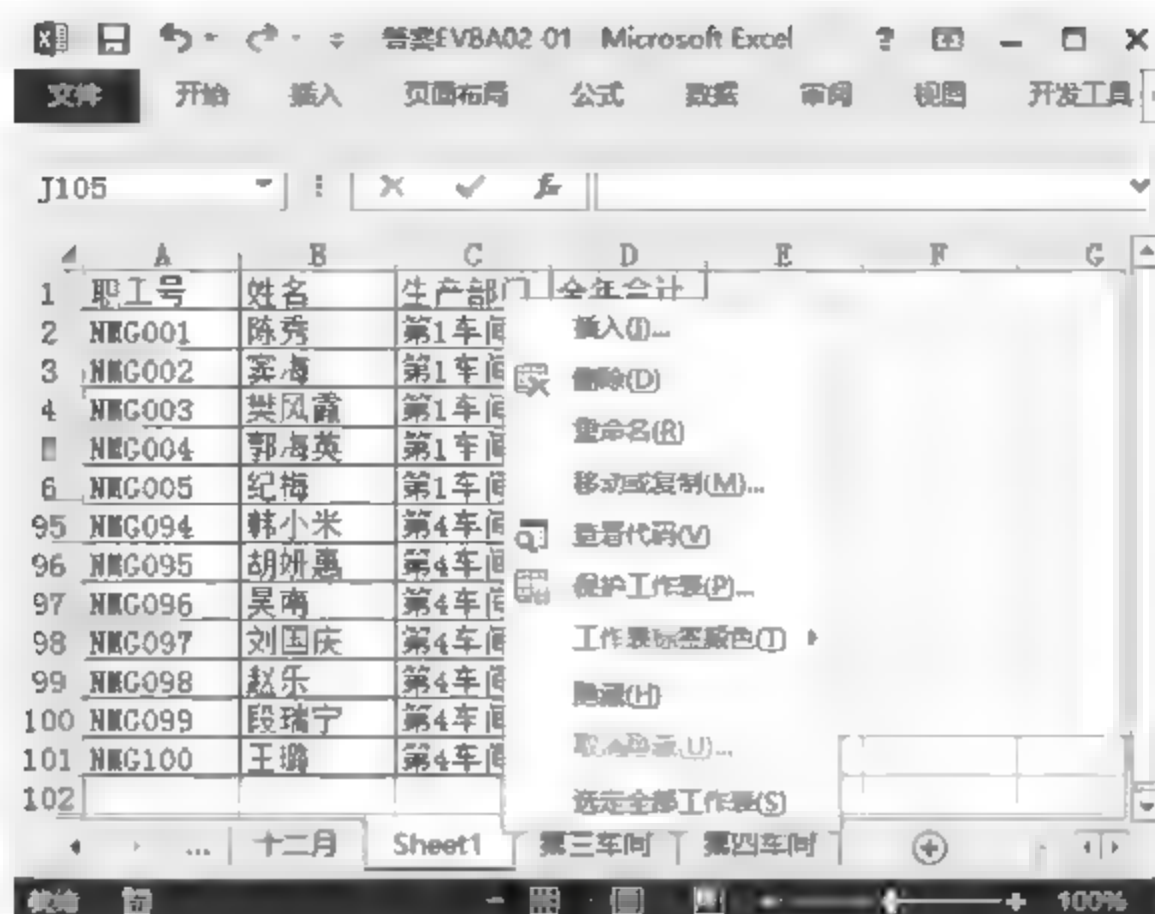 答案EVBA02-01 Microsoft Excel
文件 开始 插入 页面布局 公式 数据 审阅 视图 开发工具
J105
A B C D E F G
1 职工号 姓名 生产部门 全年合计
2 NMG001 陈秀 第1车间
3 NMG002 窦海 第1车间
4 NMG003 樊风霞 第1车间
NMG004 郭海英 第1车间
6 NMG005 纪梅 第1车间
95 NMG094 韩小米 第4车间
96 NMG095 胡妍惠 第4车间
97 NMG096 吴南 第4车间
98 NMG097 刘国庆 第4车间
99 NMG098 赵乐 第4车间
100 NMG099 段瑞宁 第4车间
101 NMG100 王璐 第4车间
102
插入(I)...
删除(D)
重命名(R)
移动或复制(M)...
查看代码(V)
保护工作表(P)...
工作表标签颜色(T)
隐藏(H)
取消隐藏(U)...
选定全部工作表(S)
... 十二月 Sheet1 第三车间 第四车间
就绪 100%